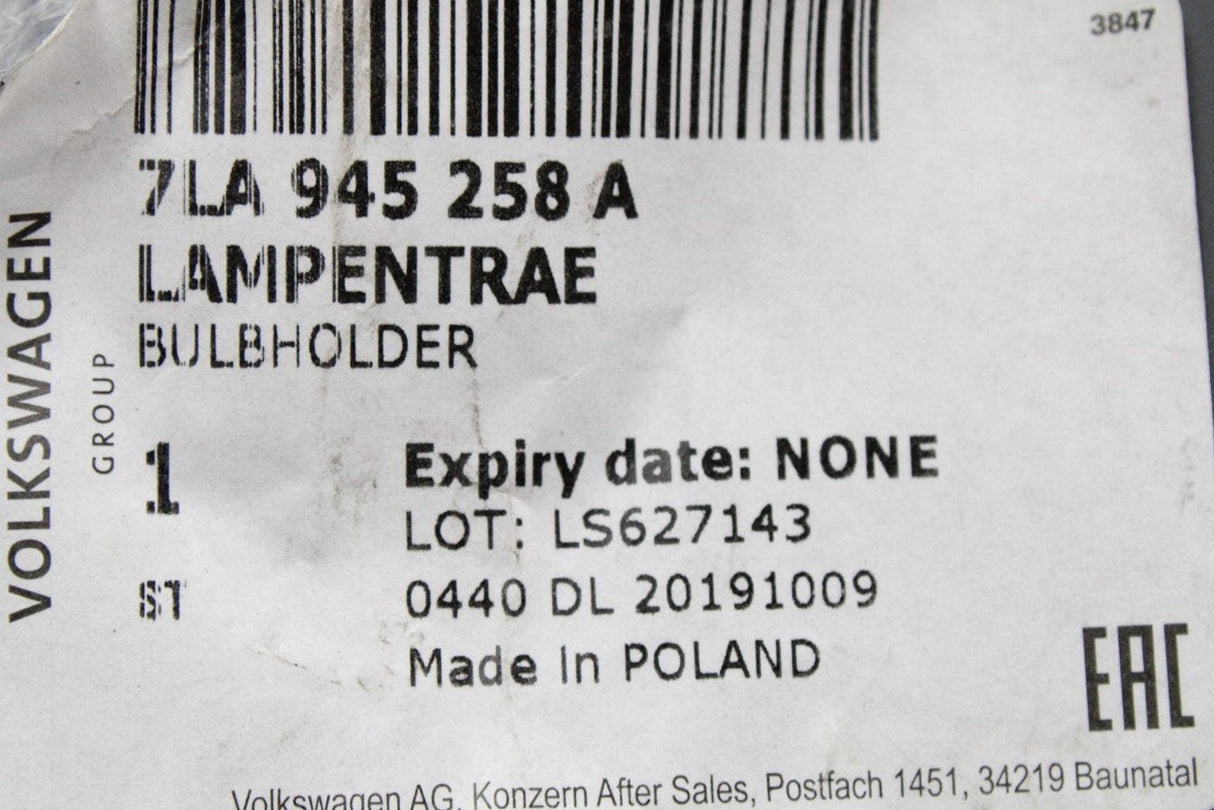 3847
7LA 945 258 A
LAMPENTRAE
BULBHOLDER
VOLKSWAGEN
GROUP
1
Expiry date: NONE
LOT: LS627143
ST
0440 DL 20191009
Made In POLAND
EAC
Volkswagen AG, Konzern After Sales, Postfach 1451, 34219 Baunatal